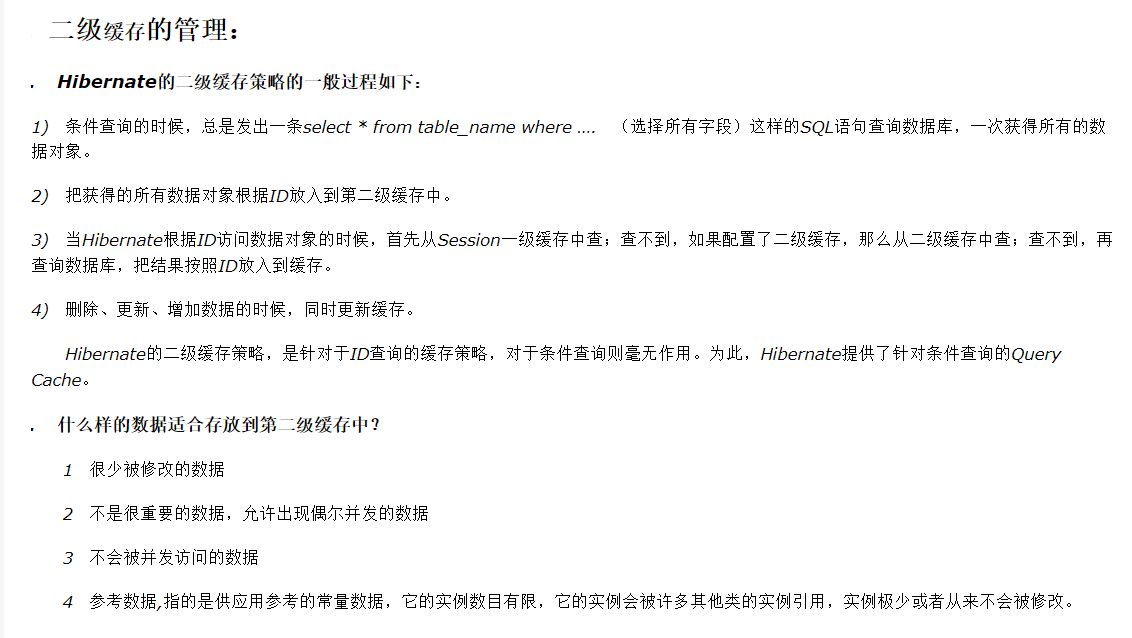 二级缓存的管理：
. Hibernate的二级缓存策略的一般过程如下：
1) 条件查询的时候，总是发出一条select * from table_name where …. （选择所有字段）这样的SQL语句查询数据库，一次获得所有的数
据对象。
2) 把获得的所有数据对象根据ID放入到第二级缓存中。
3) 当Hibernate根据ID访问数据对象的时候，首先从Session一级缓存中查；查不到，如果配置了二级缓存，那么从二级缓存中查；查不到，再
查询数据库，把结果按照ID放入到缓存。
4) 删除、更新、增加数据的时候，同时更新缓存。
Hibernate的二级缓存策略，是针对于ID查询的缓存策略，对于条件查询则毫无作用。为此，Hibernate提供了针对条件查询的Query
Cache。
. 什么样的数据适合存放到第二级缓存中？
1 很少被修改的数据
2 不是很重要的数据，允许出现偶尔并发的数据
3 不会被并发访问的数据
4 参考数据,指的是供应用参考的常量数据，它的实例数目有限，它的实例会被许多其他类的实例引用，实例极少或者从来不会被修改。